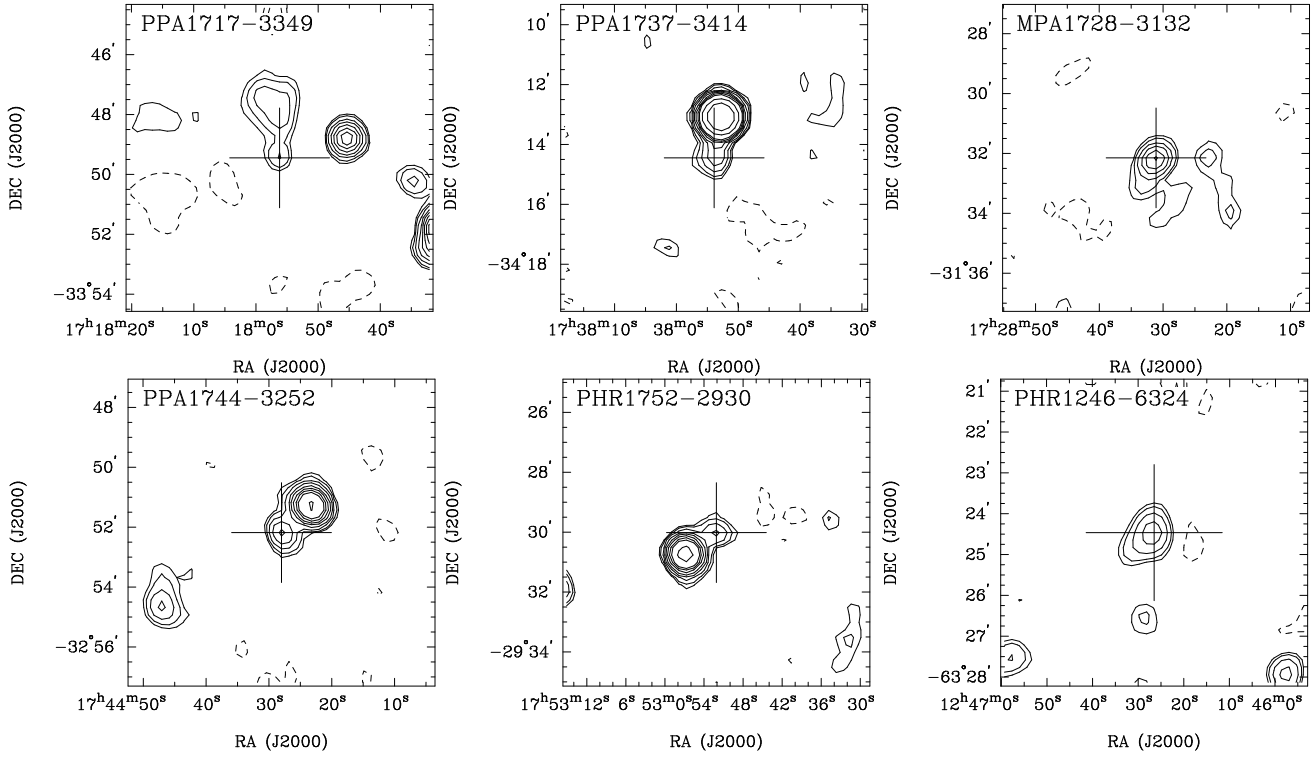 PPA1717−3349
46′
48′
50′
52′
−33°54′
DEC (J2000)
17ʰ18ᵐ20ˢ 10ˢ 18ᵐ0ˢ 50ˢ 40ˢ
RA (J2000)
PPA1737−3414
10′
12′
14′
16′
−34°18′
DEC (J2000)
17ʰ38ᵐ10ˢ 38ᵐ0ˢ 50ˢ 40ˢ 30ˢ
RA (J2000)
MPA1728−3132
28′
30′
32′
34′
−31°36′
DEC (J2000)
17ʰ28ᵐ50ˢ 40ˢ 30ˢ 20ˢ 10ˢ
RA (J2000)
PPA1744−3252
48′
50′
52′
54′
−32°56′
DEC (J2000)
17ʰ44ᵐ50ˢ 40ˢ 30ˢ 20ˢ 10ˢ
RA (J2000)
PHR1752−2930
26′
28′
30′
32′
−29°34′
DEC (J2000)
17ʰ53ᵐ12ˢ 6ˢ 53ᵐ0ˢ 54ˢ 48ˢ 42ˢ 36ˢ 30ˢ
RA (J2000)
PHR1246−6324
21′
22′
23′
24′
25′
26′
27′
−63°28′
DEC (J2000)
12ʰ47ᵐ0ˢ 50ˢ 40ˢ 30ˢ 20ˢ 10ˢ 46ᵐ0ˢ
RA (J2000)